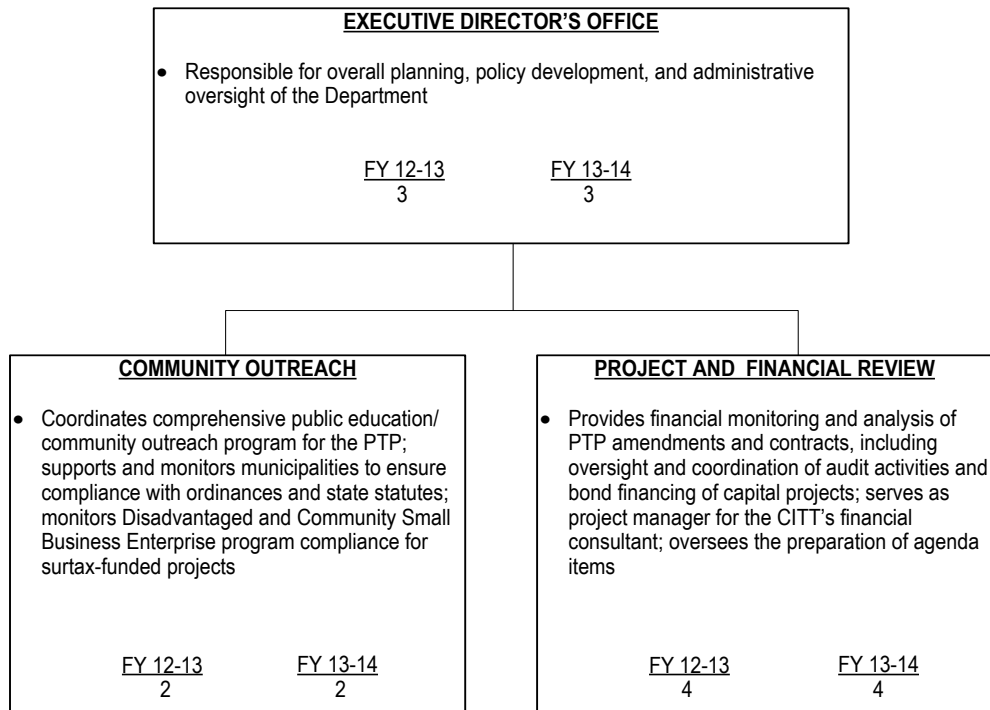 EXECUTIVE DIRECTOR'S OFFICE
• Responsible for overall planning, policy development, and administrative
oversight of the Department
FY 12-13 FY 13-14
3 3
COMMUNITY OUTREACH
• Coordinates comprehensive public education/
community outreach program for the PTP;
supports and monitors municipalities to ensure
compliance with ordinances and state statutes;
monitors Disadvantaged and Community Small
Business Enterprise program compliance for
surtax-funded projects
FY 12-13 FY 13-14
2 2
PROJECT AND FINANCIAL REVIEW
• Provides financial monitoring and analysis of
PTP amendments and contracts, including
oversight and coordination of audit activities and
bond financing of capital projects; serves as
project manager for the CITT's financial
consultant; oversees the preparation of agenda
items
FY 12-13 FY 13-14
4 4